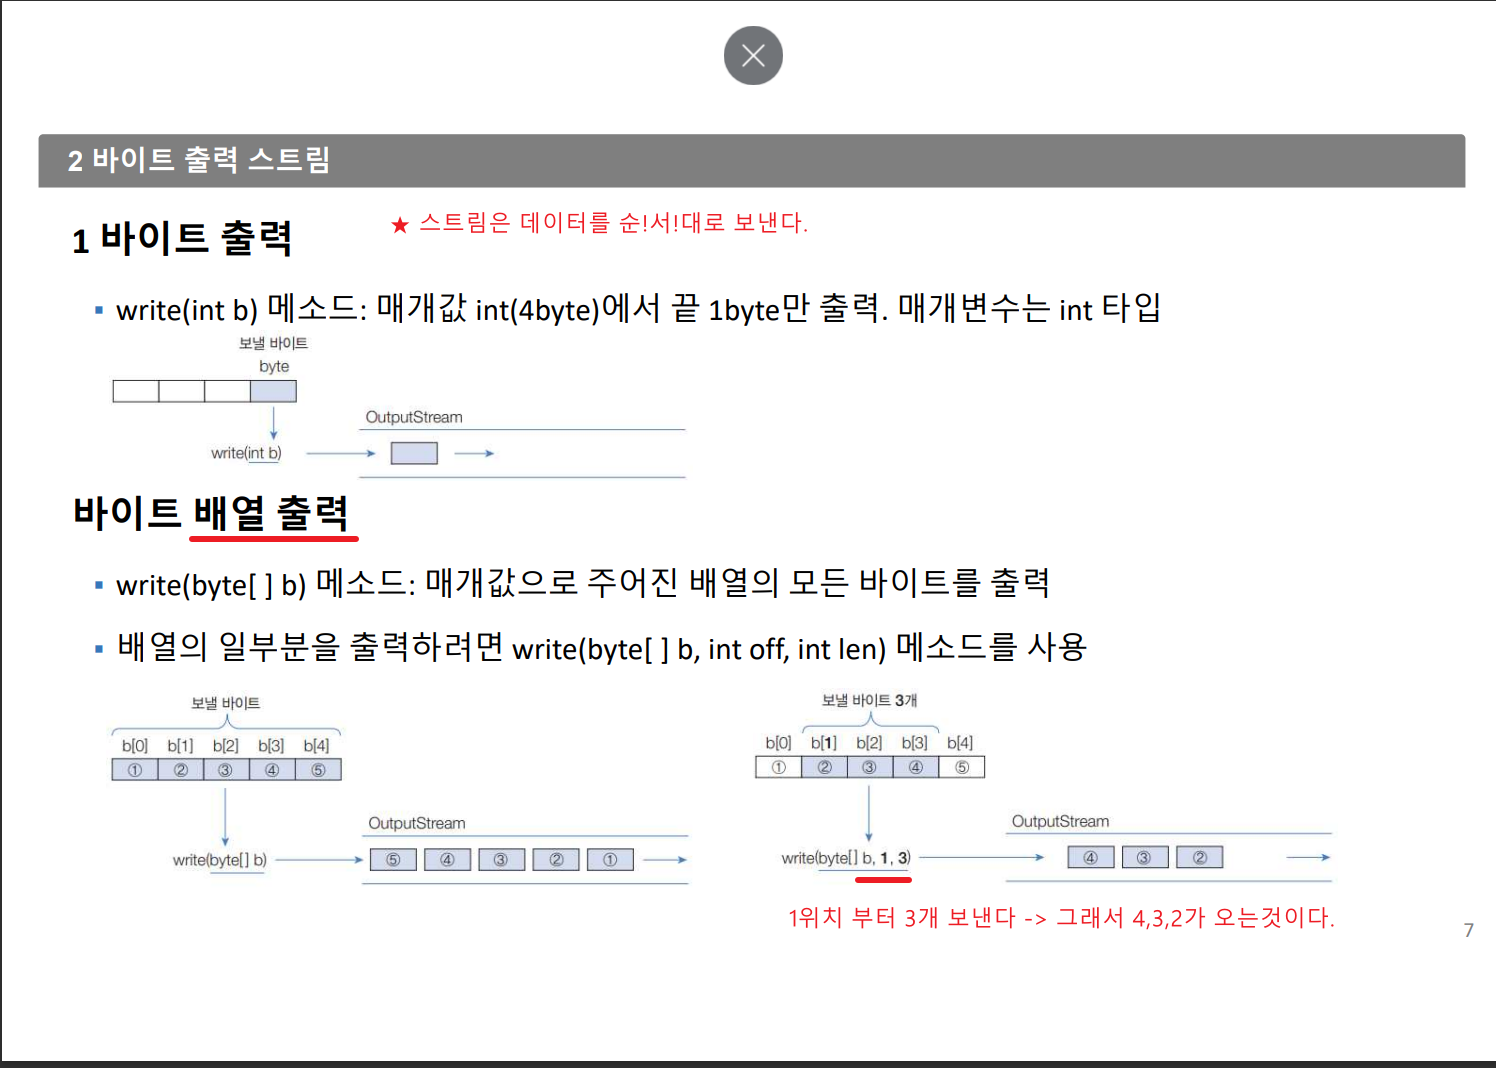 2 바이트 출력 스트림
1 바이트 출력
★ 스트림은 데이터를 순!서!대로 보낸다.
▪ write(int b) 메소드: 매개값 int(4byte)에서 끝 1byte만 출력. 매개변수는 int 타입
보낼 바이트
byte
OutputStream
write(int b)
바이트 배열 출력
▪ write(byte[ ] b) 메소드: 매개값으로 주어진 배열의 모든 바이트를 출력
▪ 배열의 일부분을 출력하려면 write(byte[ ] b, int off, int len) 메소드를 사용
보낼 바이트
b[0] b[1] b[2] b[3] b[4]
① ② ③ ④ ⑤
OutputStream
write(byte[] b)
⑤ ④ ③ ② ①
보낼 바이트 3개
b[0] b[1] b[2] b[3] b[4]
① ② ③ ④ ⑤
OutputStream
write(byte[] b, 1, 3)
④ ③ ②
1위치 부터 3개 보낸다 -> 그래서 4,3,2가 오는것이다.
7